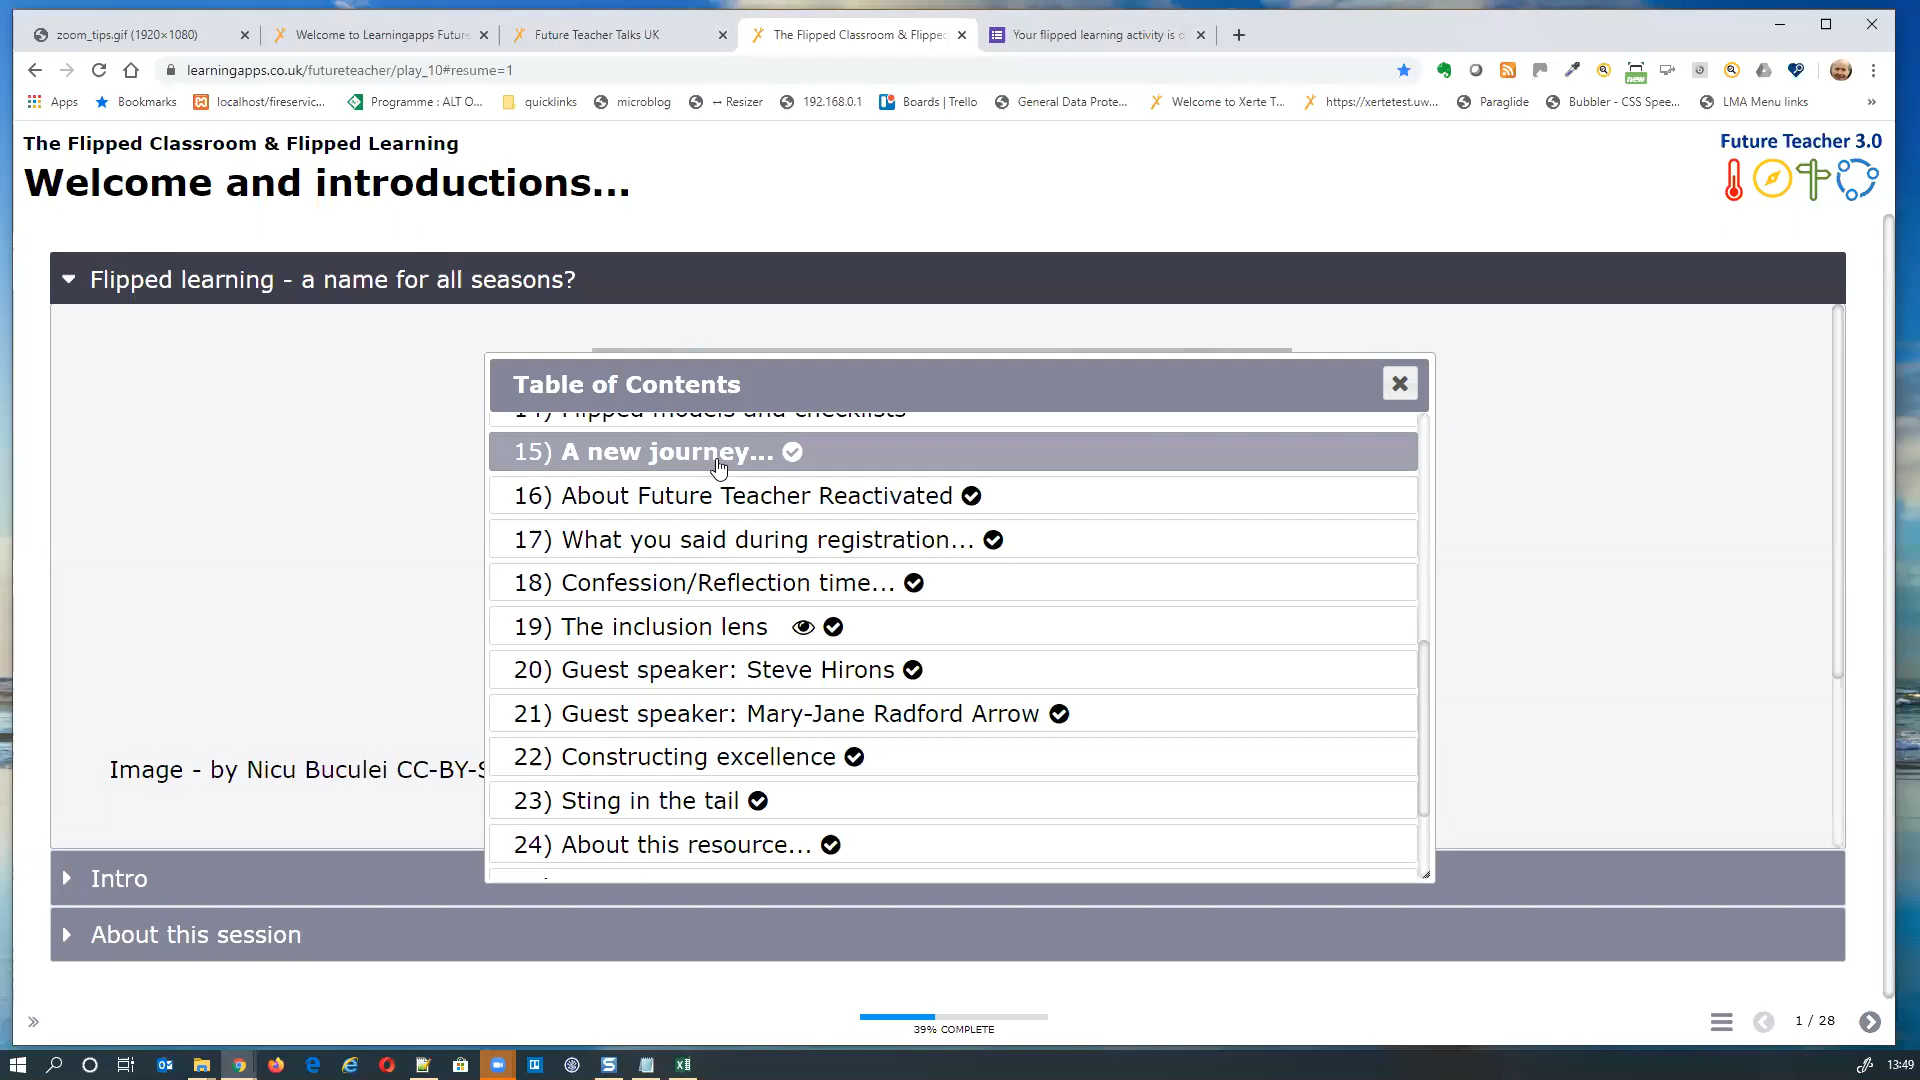 zoom_tips.gif (1920×1080)
Welcome to Learningapps Future
Future Teacher Talks UK
The Flipped Classroom & Flipped
Your flipped learning activity is
learningapps.co.uk/futureteacher/play_10#resume=1
new
Apps
Bookmarks
localhost/fireservic...
Programme : ALT O...
quicklinks
microblog
↔ Resizer
192.168.0.1
Boards | Trello
General Data Prote...
Welcome to Xerte T...
https://xertetest.uw...
Paraglide
Bubbler - CSS Spee...
LMA Menu links
»
The Flipped Classroom & Flipped Learning
Future Teacher 3.0
Welcome and introductions...
Flipped learning - a name for all seasons?
Table of Contents
14) Flipped models and checklists
15) A new journey...
16) About Future Teacher Reactivated
17) What you said during registration...
18) Confession/Reflection time...
19) The inclusion lens
20) Guest speaker: Steve Hirons
21) Guest speaker: Mary-Jane Radford Arrow
22) Constructing excellence
23) Sting in the tail
24) About this resource...
Image - by Nicu Buculei CC-BY-S
Intro
About this session
39% COMPLETE
1 / 28
13:49